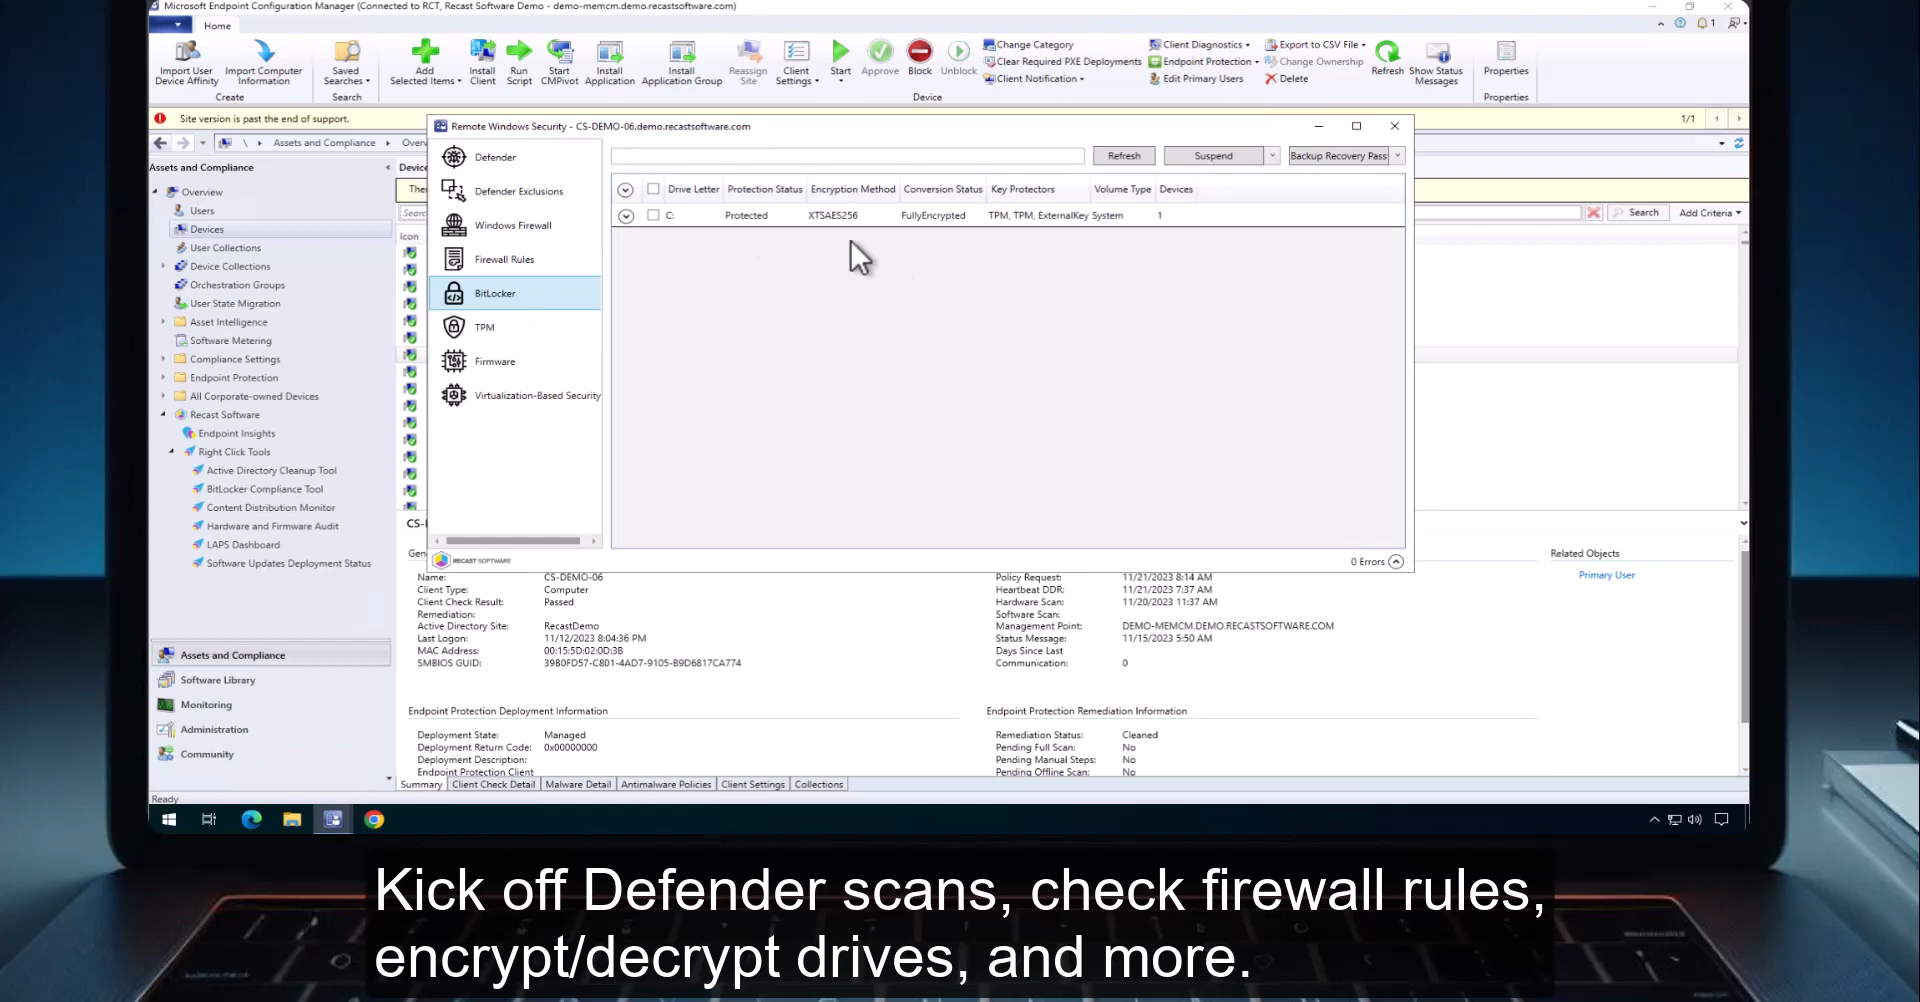 Microsoft Endpoint Configuration Manager (Connected to RCT, Recast Software Demo - demo-memcm.demo.recastsoftware.com)
Home
1
Import User Device Affinity
Import Computer Information
Saved Searches
Add Selected Items
Install Client
Run Script
Start CMPivot
Install Application
Install Application Group
Reassign Site
Client Settings
Start
Approve
Block
Unblock
Change Category
Clear Required PXE Deployments
Client Notification
Client Diagnostics
Endpoint Protection
Edit Primary Users
Export to CSV File
Change Ownership
Delete
Refresh
Show Status Messages
Properties
Create
Search
Device
Properties
Site version is past the end of support.
1/1
\ Assets and Compliance Overv
Assets and Compliance
Overview
Users
Devices
User Collections
Device Collections
Orchestration Groups
User State Migration
Asset Intelligence
Software Metering
Compliance Settings
Endpoint Protection
All Corporate-owned Devices
Recast Software
Endpoint Insights
Right Click Tools
Active Directory Cleanup Tool
BitLocker Compliance Tool
Content Distribution Monitor
Hardware and Firmware Audit
LAPS Dashboard
Software Updates Deployment Status
Assets and Compliance
Software Library
Monitoring
Administration
Community
Ready
Device
Ther
Searc
Icon
Search
Add Criteria
Remote Windows Security - CS-DEMO-06.demo.recastsoftware.com
Defender
Defender Exclusions
Windows Firewall
Firewall Rules
BitLocker
TPM
Firmware
Virtualization-Based Security
RECAST SOFTWARE
Refresh
Suspend
Backup Recovery Pass
Drive Letter Protection Status Encryption Method Conversion Status Key Protectors Volume Type Devices
C: Protected XTSAES256 FullyEncrypted TPM, TPM, ExternalKey System 1
0 Errors
CS-I
Gen
Name: CS-DEMO-06
Client Type: Computer
Client Check Result: Passed
Remediation:
Active Directory Site: RecastDemo
Last Logon: 11/12/2023 8:04:36 PM
MAC Address: 00:15:5D:02:0D:3B
SMBIOS GUID: 39B0FD57-C801-4AD7-9105-B9D6817CA774
Policy Request: 11/21/2023 8:14 AM
Heartbeat DDR: 11/21/2023 7:37 AM
Hardware Scan: 11/20/2023 11:37 AM
Software Scan:
Management Point: DEMO-MEMCM.DEMO.RECASTSOFTWARE.COM
Status Message: 11/15/2023 5:50 AM
Days Since Last
Communication: 0
Related Objects
Primary User
Endpoint Protection Deployment Information
Deployment State: Managed
Deployment Return Code: 0x00000000
Deployment Description:
Endpoint Protection Client
Endpoint Protection Remediation Information
Remediation Status: Cleaned
Pending Full Scan: No
Pending Manual Steps: No
Pending Offline Scan: No
Summary Client Check Detail Malware Detail Antimalware Policies Client Settings Collections
Kick off Defender scans, check firewall rules,
encrypt/decrypt drives, and more.